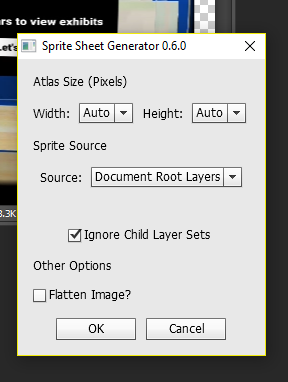 ars to view exhibits
Let's
Sprite Sheet Generator 0.6.0
Atlas Size (Pixels)
Width: Auto Height: Auto
Sprite Source
Source: Document Root Layers
Ignore Child Layer Sets
3.3K
Other Options
Flatten Image?
OK Cancel